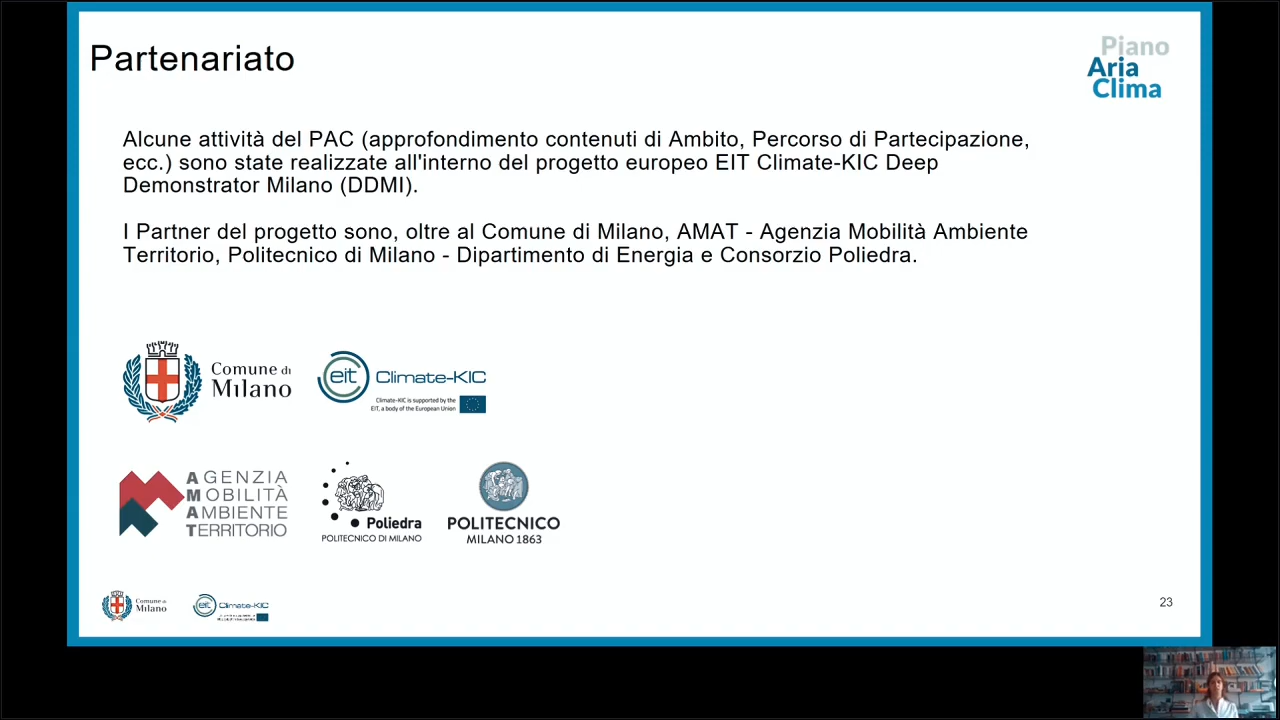 Partenariato
Piano
Aria
Clima
Alcune attività del PAC (approfondimento contenuti di Ambito, Percorso di Partecipazione,
ecc.) sono state realizzate all'interno del progetto europeo EIT Climate-KIC Deep
Demonstrator Milano (DDMI).
I Partner del progetto sono, oltre al Comune di Milano, AMAT - Agenzia Mobilità Ambiente
Territorio, Politecnico di Milano - Dipartimento di Energia e Consorzio Poliedra.
Comune di
Milano
eit Climate-KIC
Climate-KIC is supported by the
EIT, a body of the European Union
AGENZIA
MOBILITÀ
AMBIENTE
TERRITORIO
Poliedra
POLITECNICO DI MILANO
POLITECNICO
MILANO 1863
Comune di
Milano
eit Climate-KIC
23